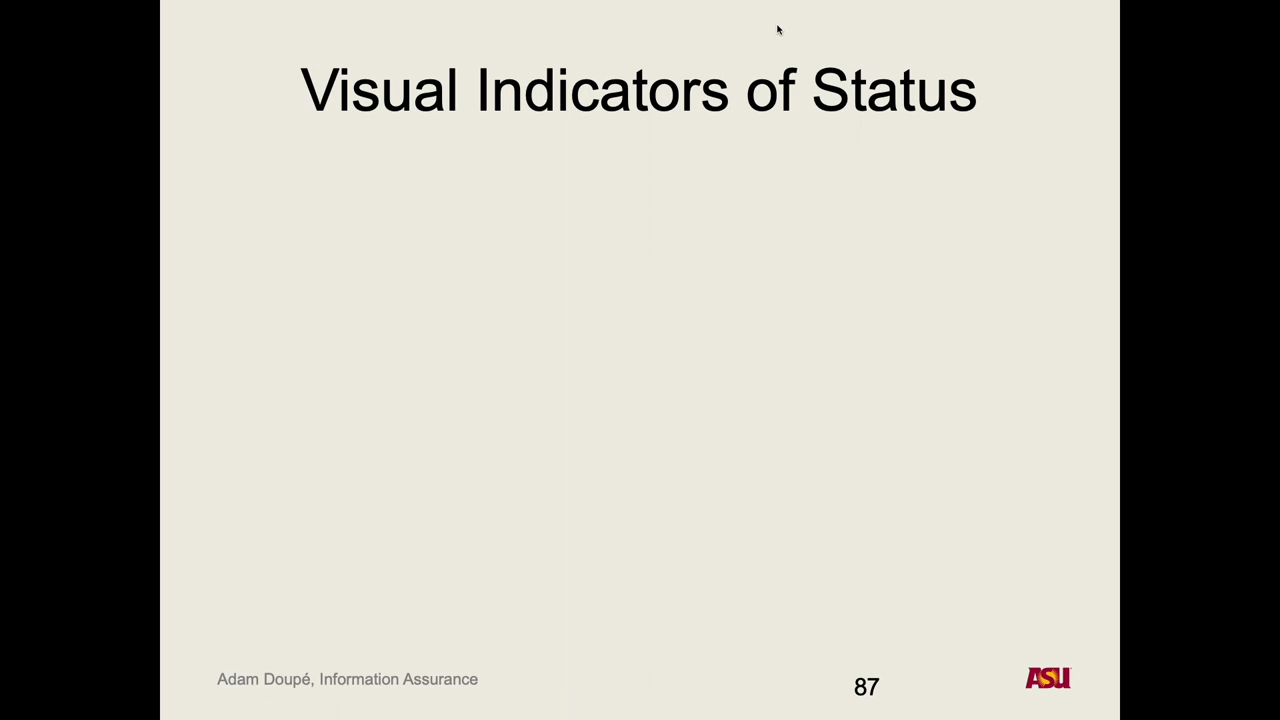 Visual Indicators of Status
Adam Doupé, Information Assurance
87
ASU